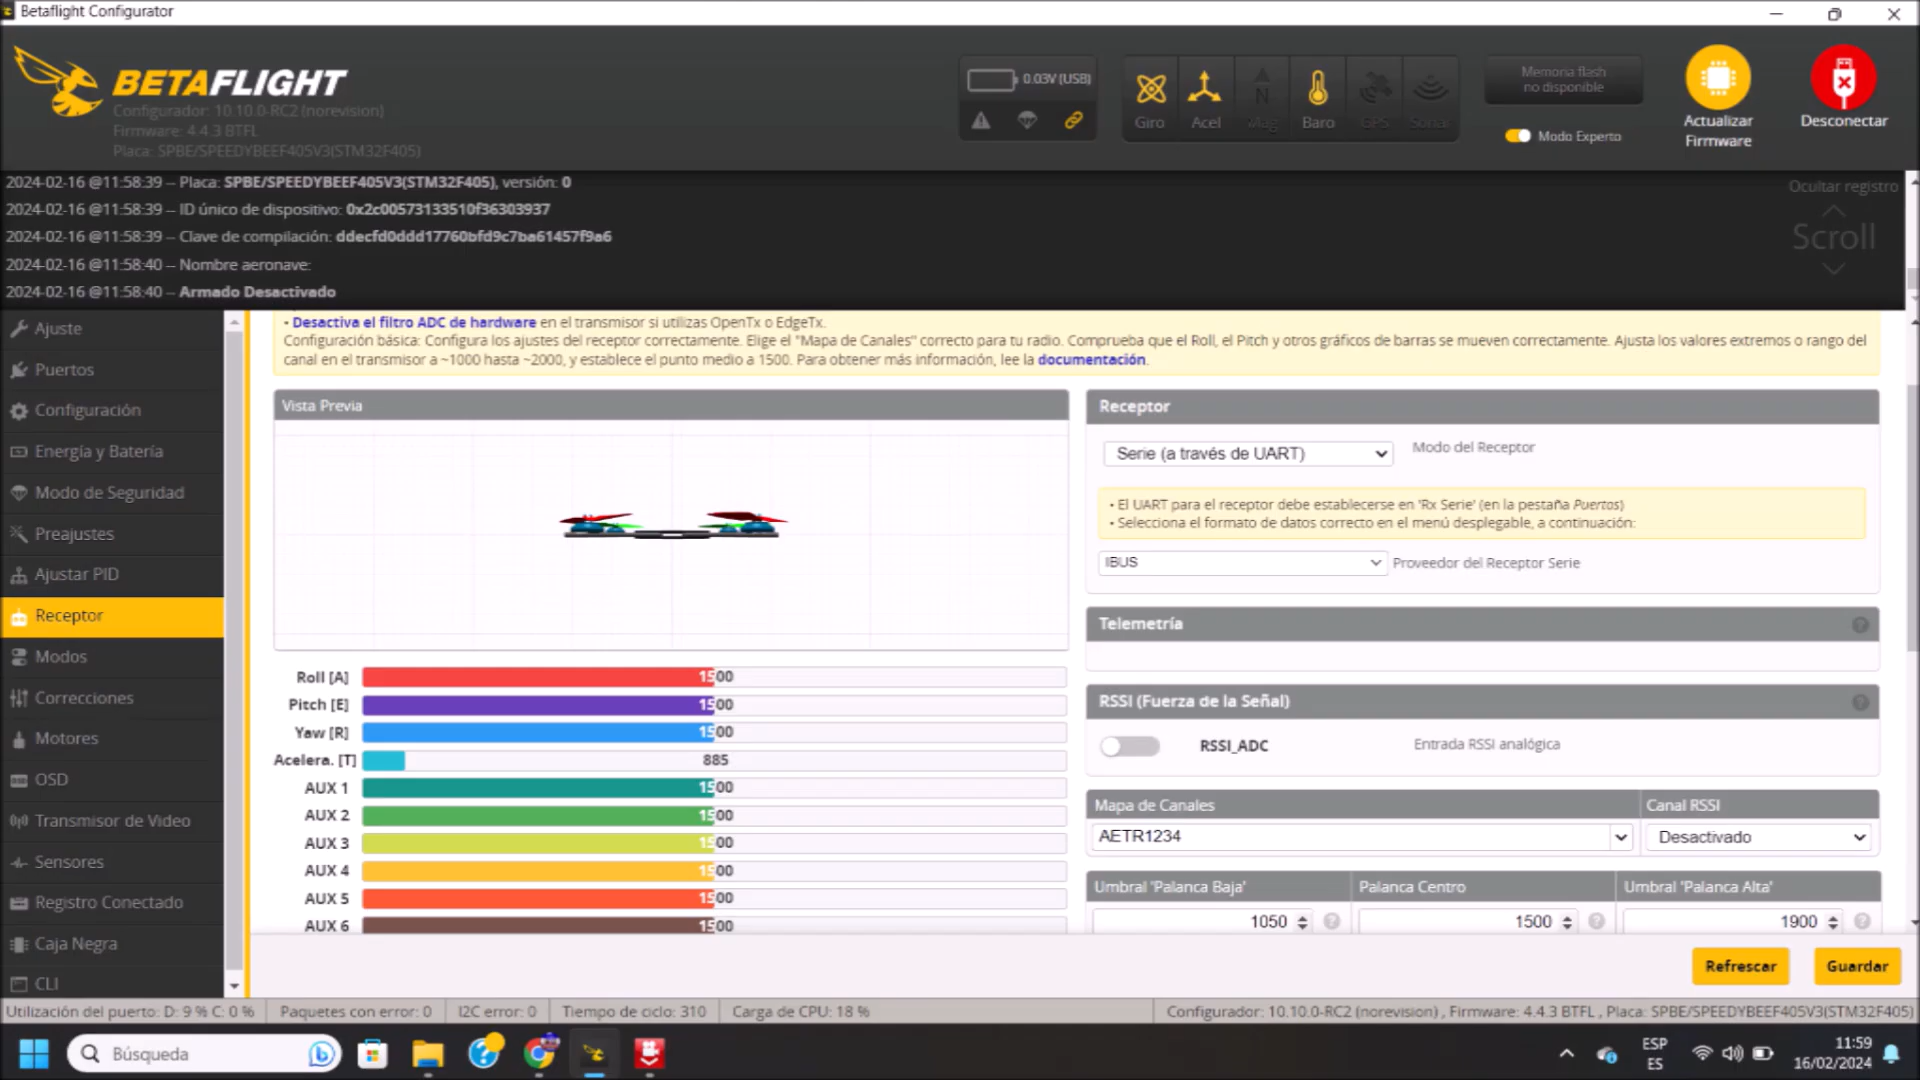 Betaflight Configurator
BETAFLIGHT
Configurador: 10.10.0-RC2 (norevision)
Firmware: 4.4.3 BTFL
Placa: SPBE/SPEEDYBEEF405V3(STM32F405)
0.03V (USB)
Giro
Acel
Mag
Baro
GPS
Sonar
Memoria flash
no disponible
Modo Experto
Actualizar
Firmware
Desconectar
2024-02-16 @11:58:39 -- Placa: SPBE/SPEEDYBEEF405V3(STM32F405), versión: 0
2024-02-16 @11:58:39 -- ID único de dispositivo: 0x2c00573133510f36303937
2024-02-16 @11:58:39 -- Clave de compilación: ddecfd0ddd17760bfd9c7ba61457f9a6
2024-02-16 @11:58:40 -- Nombre aeronave:
2024-02-16 @11:58:40 -- Armado Desactivado
Ocultar registro
Scroll
Ajuste
Puertos
Configuración
Energía y Batería
Modo de Seguridad
Preajustes
Ajustar PID
Receptor
Modos
Correcciones
Motores
OSD
Transmisor de Video
Sensores
Registro Conectado
Caja Negra
CLI
• Desactiva el filtro ADC de hardware en el transmisor si utilizas OpenTx o EdgeTx.
Configuración básica: Configura los ajustes del receptor correctamente. Elige el "Mapa de Canales" correcto para tu radio. Comprueba que el Roll, el Pitch y otros gráficos de barras se mueven correctamente. Ajusta los valores extremos o rango del
canal en el transmisor a ~1000 hasta ~2000, y establece el punto medio a 1500. Para obtener más información, lee la documentación.
Vista Previa
Roll [A] 1500
Pitch [E] 1500
Yaw [R] 1500
Acelera. [T] 885
AUX 1 1500
AUX 2 1500
AUX 3 1500
AUX 4 1500
AUX 5 1500
AUX 6 1500
Receptor
Serie (a través de UART) Modo del Receptor
• El UART para el receptor debe establecerse en 'Rx Serie' (en la pestaña Puertos)
• Selecciona el formato de datos correcto en el menú desplegable, a continuación:
IBUS Proveedor del Receptor Serie
Telemetría
RSSI (Fuerza de la Señal)
RSSI_ADC Entrada RSSI analógica
Mapa de Canales Canal RSSI
AETR1234 Desactivado
Umbral 'Palanca Baja' Palanca Centro Umbral 'Palanca Alta'
1050 1500 1900
Refrescar Guardar
Utilización del puerto: D: 9 % C: 0 % Paquetes con error: 0 I2C error: 0 Tiempo de ciclo: 310 Carga de CPU: 18 % Configurador: 10.10.0-RC2 (norevision) , Firmware: 4.4.3 BTFL , Placa: SPBE/SPEEDYBEEF405V3(STM32F405)
Búsqueda
ESP
ES
11:59
16/02/2024